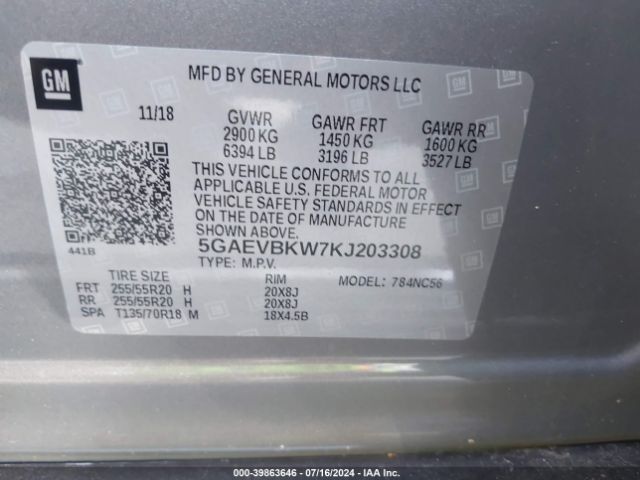 GM
MFD BY GENERAL MOTORS LLC
11/18
GVWR GAWR FRT GAWR RR
2900 KG 1450 KG 1600 KG
6394 LB 3196 LB 3527 LB
THIS VEHICLE CONFORMS TO ALL
APPLICABLE U.S. FEDERAL MOTOR
VEHICLE SAFETY STANDARDS IN EFFECT
ON THE DATE OF MANUFACTURE
SHOWN ABOVE.
441B
5GAEVBKW7KJ203308
TYPE: M.P.V. MODEL: 784NC56
TIRE SIZE RIM
FRT 255/55R20 H 20X8J
RR 255/55R20 H 20X8J
SPA T135/70R18 M 18X4.5B
000-39863646 - 07/16/2024 - IAA Inc.